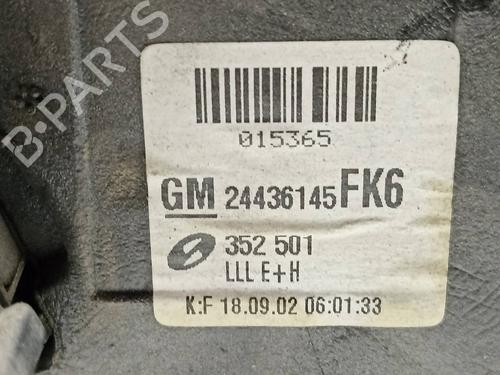 B-PARTS
015365
GM 24436145 FK6
352 501
LLL E+H
K:F 18.09.02 06:01:33